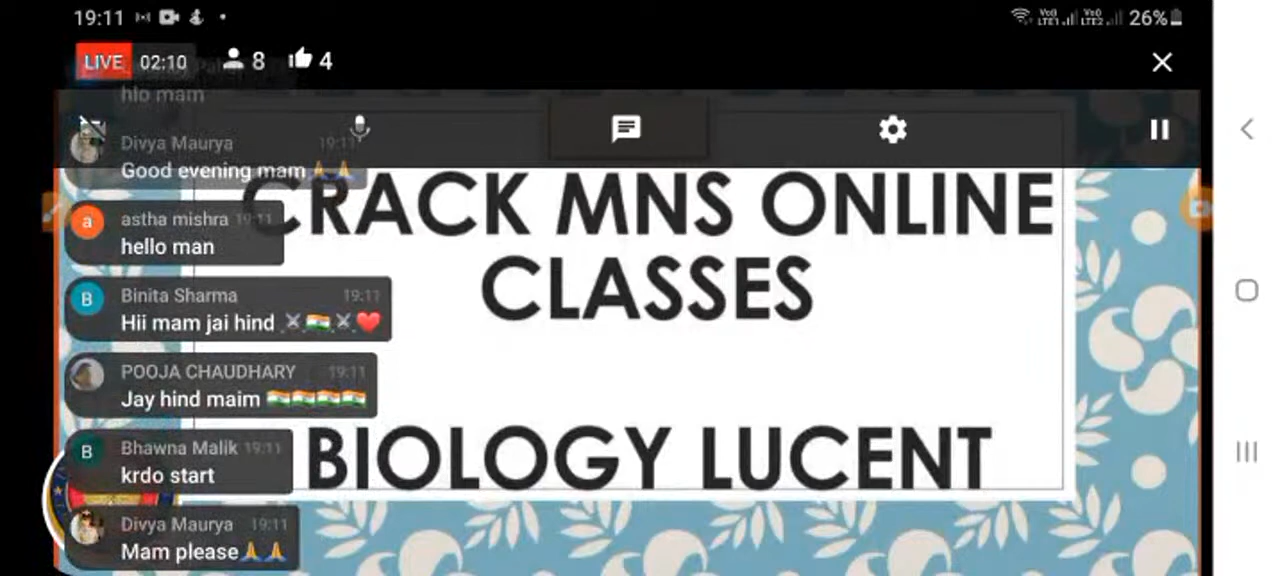 19:11 26%
LIVE 02:10 8 4
hlo mam
Divya Maurya 19:11
Good evening mam 🙏🙏
astha mishra 19:11
a
hello man
Binita Sharma 19:11
B
Hii mam jai hind ⚔🇮🇳⚔❤️
POOJA CHAUDHARY 19:11
Jay hind maim 🇮🇳🇮🇳🇮🇳🇮🇳
Bhawna Malik 19:11
B
krdo start
Divya Maurya 19:11
Mam please🙏🙏
CRACK MNS ONLINE
CLASSES
BIOLOGY LUCENT